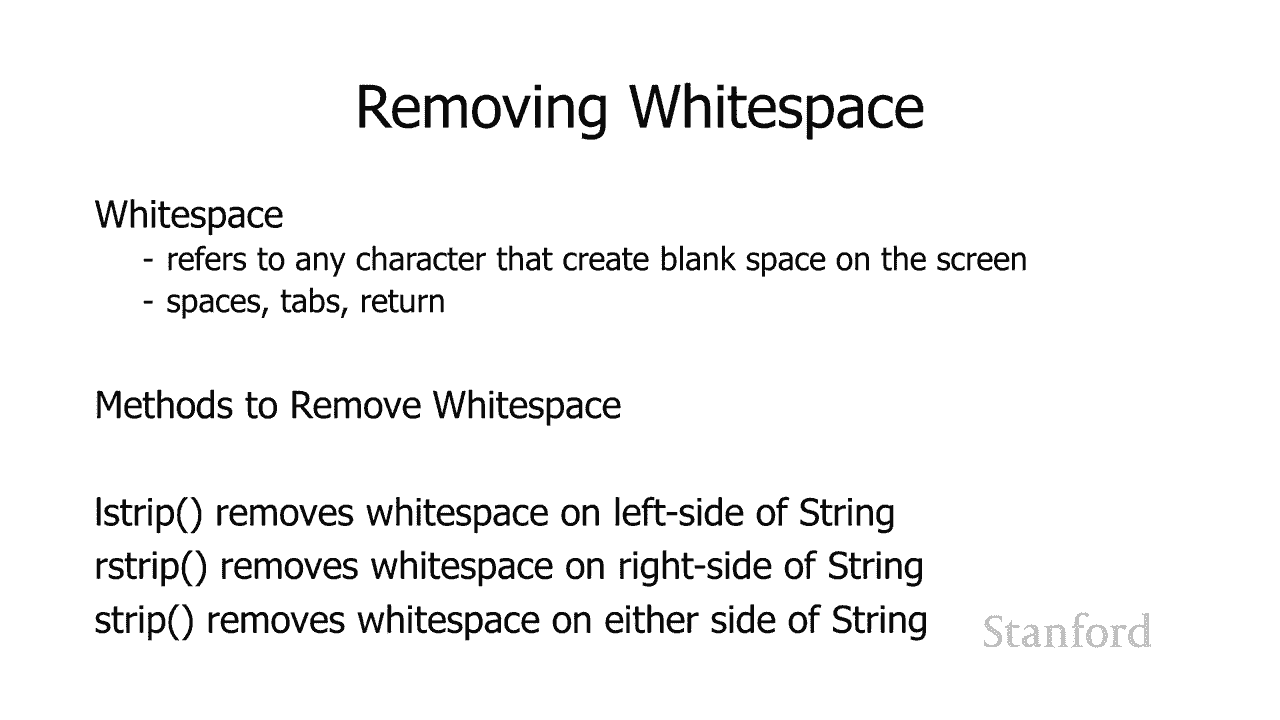 Removing Whitespace
Whitespace
- refers to any character that create blank space on the screen
- spaces, tabs, return
Methods to Remove Whitespace
lstrip() removes whitespace on left-side of String
rstrip() removes whitespace on right-side of String
strip() removes whitespace on either side of String
Stanford